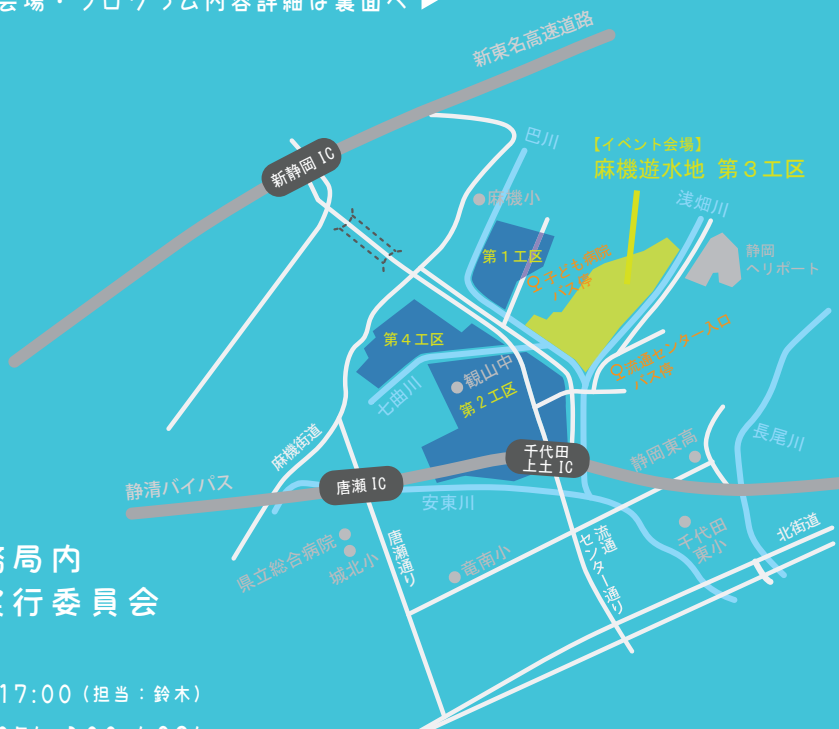 会場・プログラム内容詳細は裏面へ ▶
新東名高速道路
新静岡 IC
巴川
【イベント会場】
麻機遊水地 第３工区
麻機小
浅畑川
静岡
ヘリポート
第１工区
子ども病院
バス停
第４工区
流通センター入口
バス停
七曲川
観山中
第２工区
麻機街道
長尾川
千代田
上土 IC
静岡東高
静清バイパス
唐瀬 IC
安東川
県立総合病院
城北小
唐瀬通り
竜南小
流通
センター通り
千代田
東小
北街道
務局内
実行委員会
17:00（担当：鈴木）